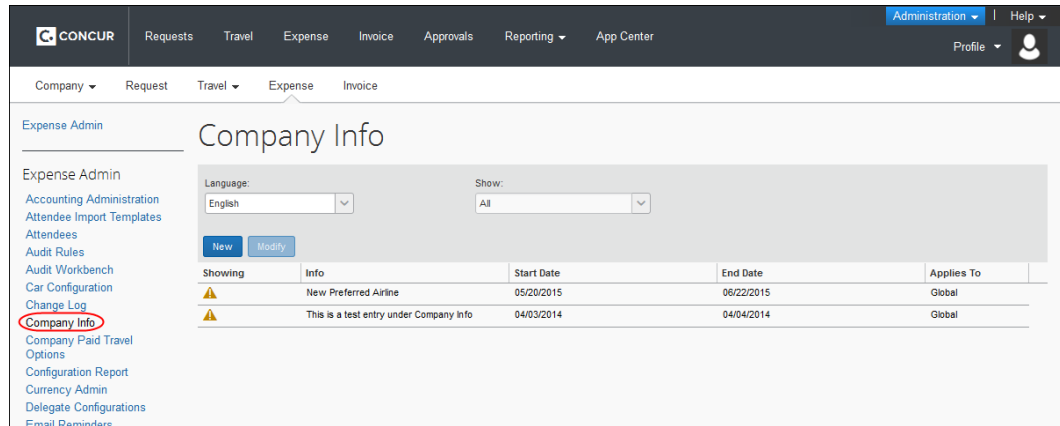 Administration Help
CONCUR Requests Travel Expense Invoice Approvals Reporting App Center
Profile
Company Request Travel Expense Invoice
Expense Admin
Company Info
Expense Admin
Accounting Administration
Attendee Import Templates
Attendees
Audit Rules
Audit Workbench
Car Configuration
Change Log
Company Info
Company Paid Travel
Options
Configuration Report
Currency Admin
Delegate Configurations
Email Reminders
Language: Show:
English All
New Modify
Showing Info Start Date End Date Applies To
New Preferred Airline 05/20/2015 06/22/2015 Global
This is a test entry under Company Info 04/03/2014 04/04/2014 Global